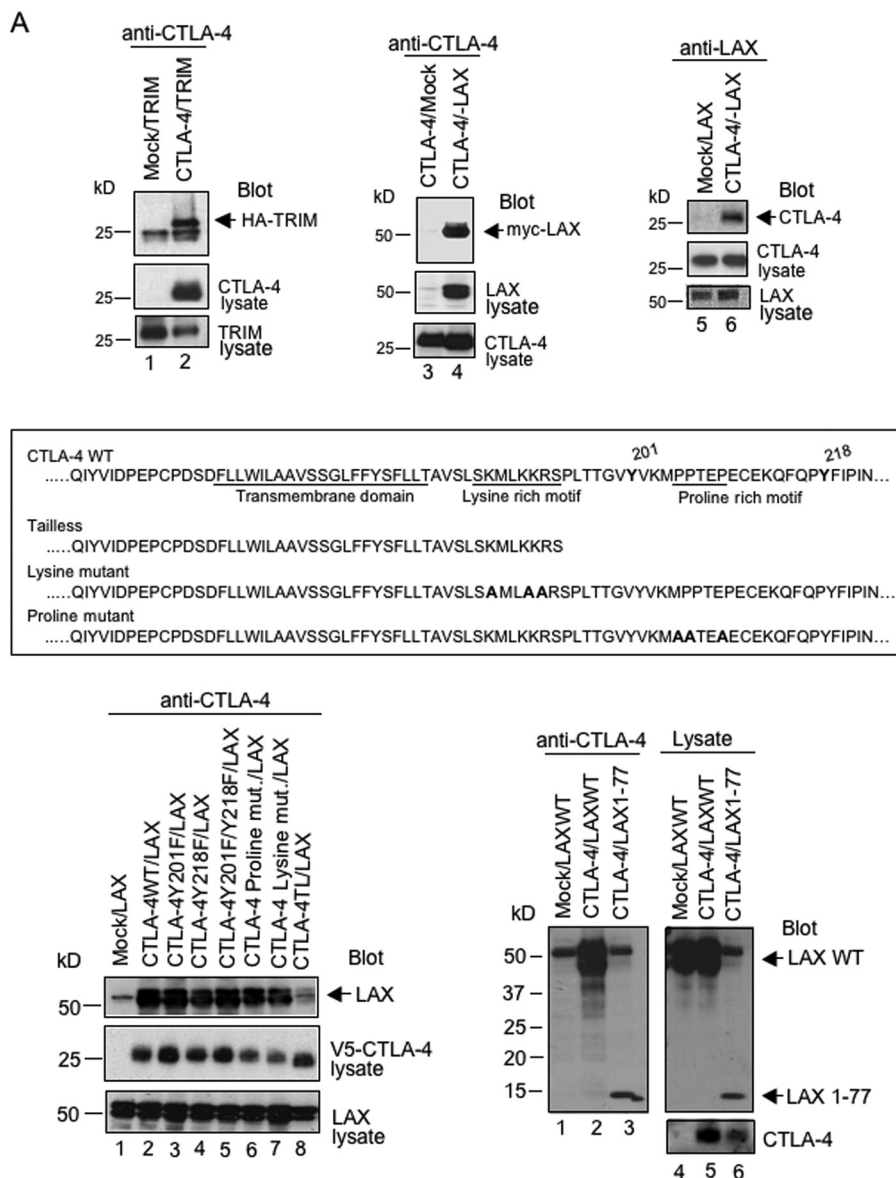 A
anti-CTLA-4
Mock/TRIM
CTLA-4/TRIM
kD
Blot
25
HA-TRIM
25
CTLA-4
lysate
25
TRIM
lysate
1 2
anti-CTLA-4
CTLA-4/Mock
CTLA-4/-LAX
kD
Blot
50
myc-LAX
50
LAX
lysate
25
CTLA-4
lysate
3 4
anti-LAX
Mock/LAX
CTLA-4/-LAX
kD
Blot
25
CTLA-4
25
CTLA-4
lysate
50
LAX
lysate
5 6
CTLA-4 WT
201
218
.....QIYVIDPEPCPDSDFLLWILAAVSSGLFFYSFLLTAVSLSKMLKKRSPLTTGVYVKMPPTEPECEKQFQPYFIPIN...
Transmembrane domain
Lysine rich motif
Proline rich motif
Tailless
.....QIYVIDPEPCPDSDFLLWILAAVSSGLFFYSFLLTAVSLSKMLKKRS
Lysine mutant
.....QIYVIDPEPCPDSDFLLWILAAVSSGLFFYSFLLTAVSLSAMLAARSPLTTGVYVKMPPTEPECEKQFQPYFIPIN...
Proline mutant
.....QIYVIDPEPCPDSDFLLWILAAVSSGLFFYSFLLTAVSLSKMLKKRSPLTTGVYVKMAATEAECEKQFQPYFIPIN...
anti-CTLA-4
Mock/LAX
CTLA-4WT/LAX
CTLA-4Y201F/LAX
CTLA-4Y218F/LAX
CTLA-4Y201F/Y218F/LAX
CTLA-4 Proline mut./LAX
CTLA-4 Lysine mut./LAX
CTLA-4TL/LAX
kD
Blot
50
LAX
25
V5-CTLA-4
lysate
50
LAX
lysate
1 2 3 4 5 6 7 8
anti-CTLA-4
Lysate
Mock/LAXWT
CTLA-4/LAXWT
CTLA-4/LAX1-77
Mock/LAXWT
CTLA-4/LAXWT
CTLA-4/LAX1-77
kD
Blot
50
LAX WT
37
25
20
15
LAX 1-77
1 2 3
CTLA-4
4 5 6